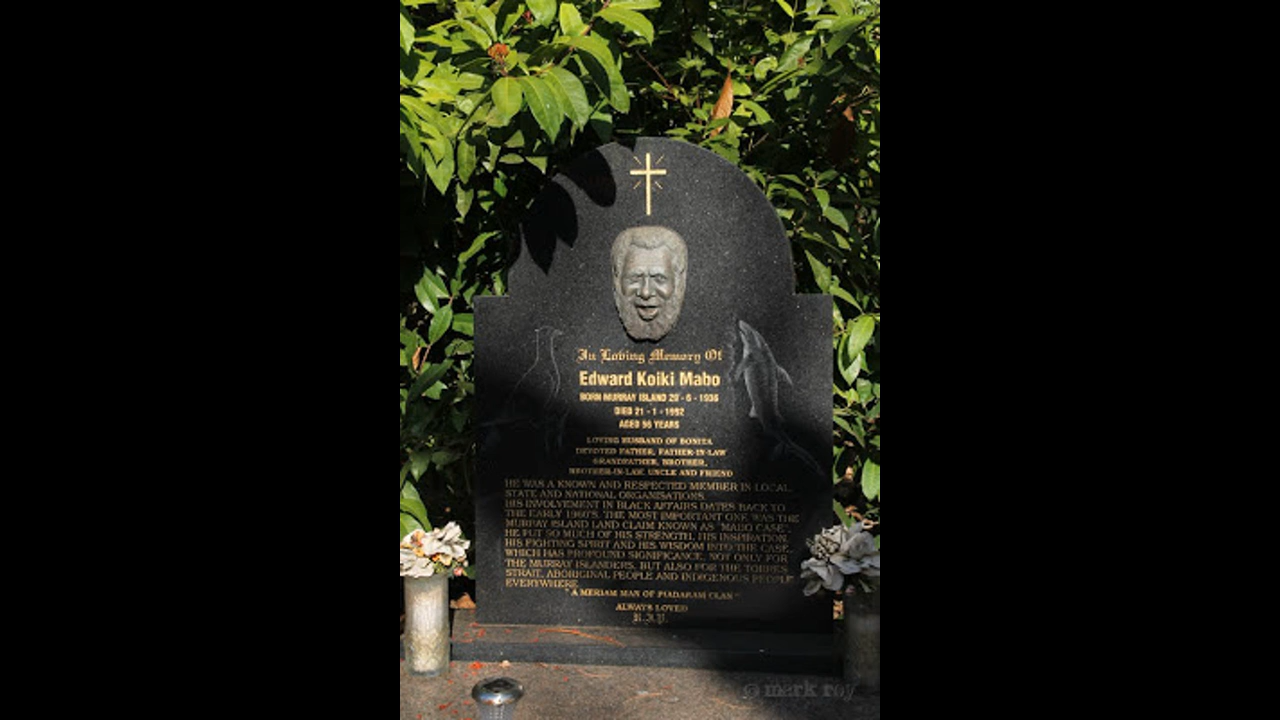 In Loving Memory Of
Edward Koiki Mabo
BORN MURRAY ISLAND 29 - 6 - 1936
DIED 21 - 1 - 1992
AGED 56 YEARS
LOVING HUSBAND OF BONITA
DEVOTED FATHER, FATHER-IN-LAW
GRANDFATHER, BROTHER,
BROTHER-IN-LAW, UNCLE AND FRIEND
HE WAS A KNOWN AND RESPECTED MEMBER IN LOCAL,
STATE AND NATIONAL ORGANISATIONS.
HIS INVOLVEMENT IN BLACK AFFAIRS DATES BACK TO
THE EARLY 1960'S. THE MOST IMPORTANT ONE WAS THE
MURRAY ISLAND LAND CLAIM KNOWN AS "MABO CASE".
HE PUT SO MUCH OF HIS STRENGTH, HIS INSPIRATION,
HIS FIGHTING SPIRIT AND HIS WISDOM INTO THE CASE,
WHICH HAS PROFOUND SIGNIFICANCE, NOT ONLY FOR
THE MURRAY ISLANDERS, BUT ALSO FOR THE TORRES
STRAIT, ABORIGINAL PEOPLE AND INDIGENOUS PEOPLE
EVERYWHERE.
"A MERIAM MAN OF PIADARAM CLAN"
ALWAYS LOVED
R.I.P.
© mark roy